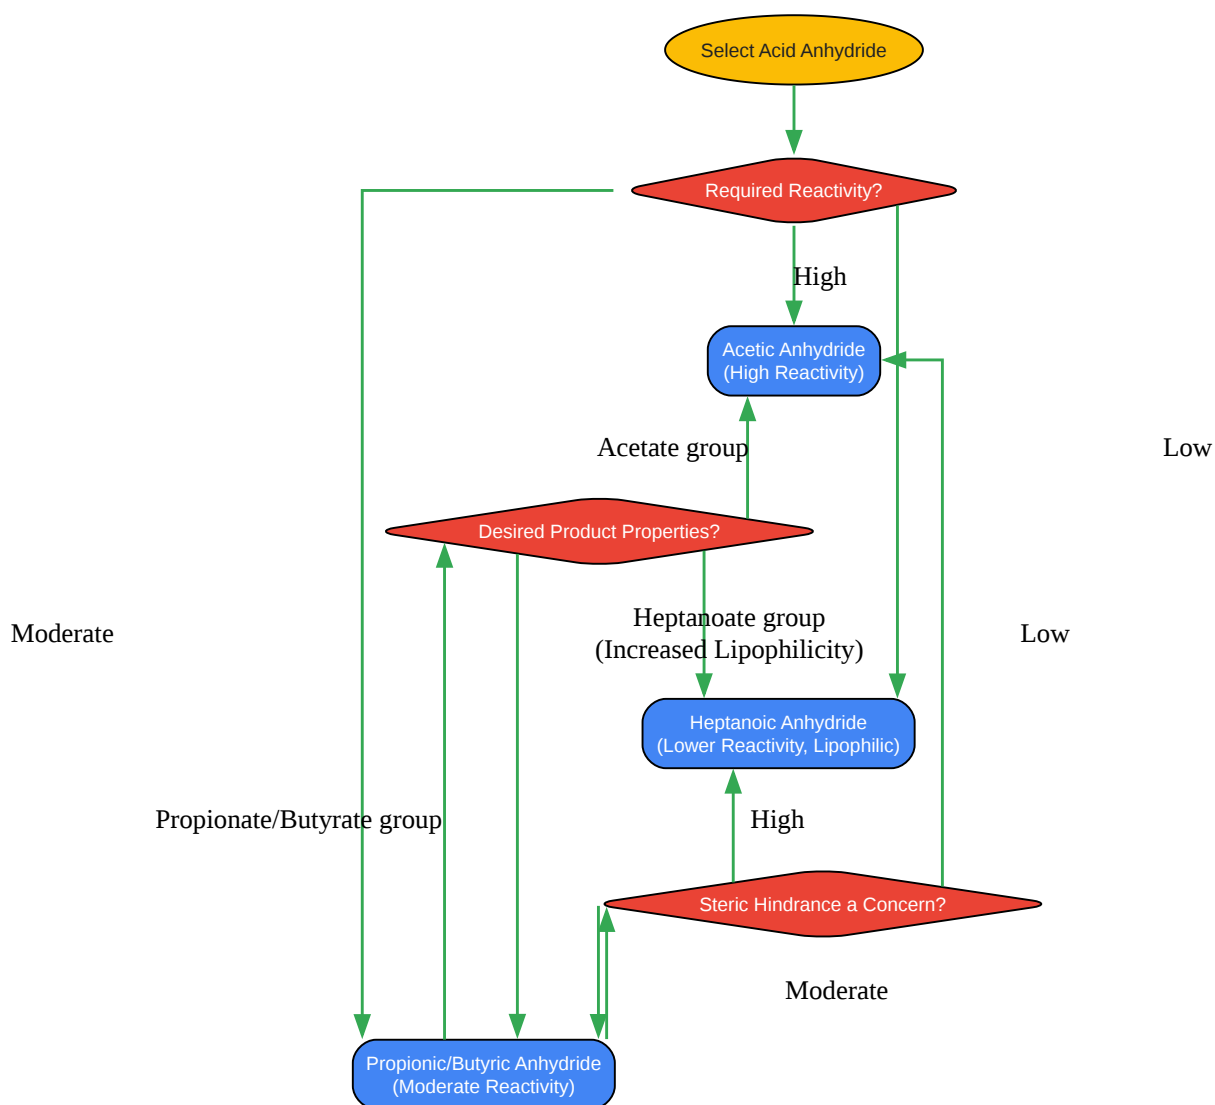 Select Acid Anhydride
Required Reactivity?
High
Acetic Anhydride
(High Reactivity)
Acetate group
Low
Desired Product Properties?
Heptanoate group
(Increased Lipophilicity)
Moderate
Low
Heptanoic Anhydride
(Lower Reactivity, Lipophilic)
Propionate/Butyrate group
High
Steric Hindrance a Concern?
Moderate
Propionic/Butyric Anhydride
(Moderate Reactivity)